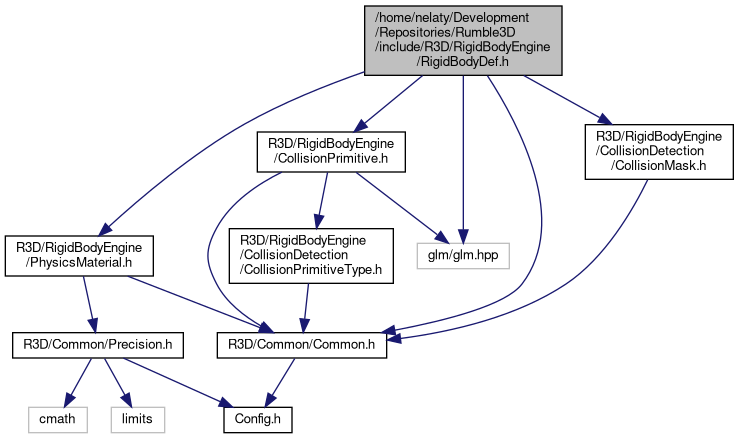 /home/nelaty/Development
/Repositories/Rumble3D
/include/R3D/RigidBodyEngine
/RigidBodyDef.h
R3D/RigidBodyEngine
/CollisionPrimitive.h
R3D/RigidBodyEngine
/CollisionDetection
/CollisionMask.h
R3D/RigidBodyEngine
/PhysicsMaterial.h
R3D/RigidBodyEngine
/CollisionDetection
/CollisionPrimitiveType.h
glm/glm.hpp
R3D/Common/Precision.h
R3D/Common/Common.h
cmath
limits
Config.h